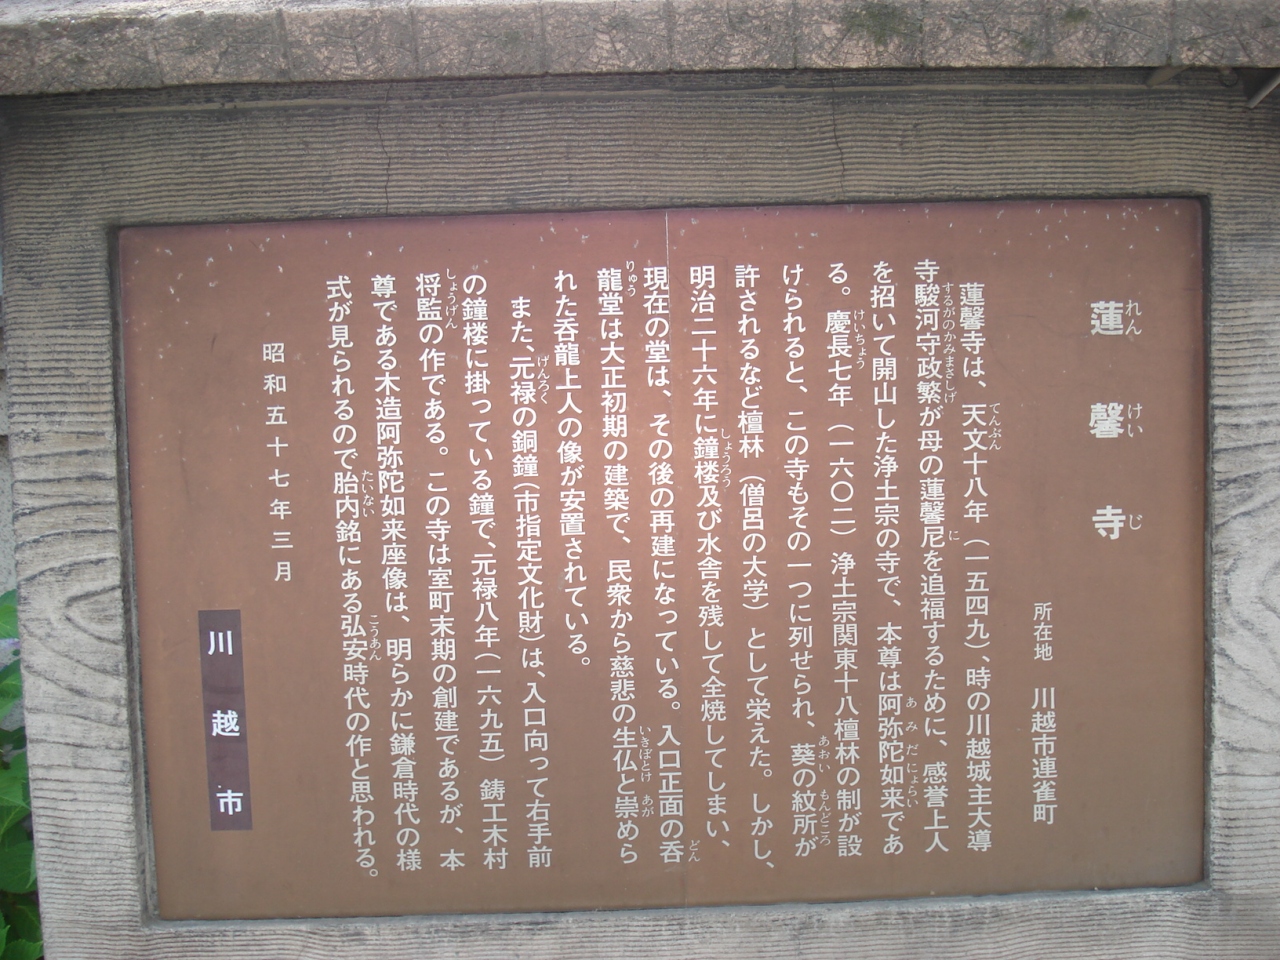 蓮馨寺
所在地 川越市連雀町
蓮馨寺は、天文十八年（一五四九）、時の川越城主大導
寺駿河守政繁が母の蓮馨尼を追福するために、感誉上人
を招いて開山した浄土宗の寺で、本尊は阿弥陀如来であ
る。慶長七年（一六〇二）浄土宗関東十八檀林の制が設
けられると、この寺もその一つに列せられ、葵の紋所が
許されるなど檀林（僧呂の大学）として栄えた。しかし、
明治二十六年に鐘楼及び水舎を残して全焼してしまい、
現在の堂は、その後の再建になっている。入口正面の呑
龍堂は大正初期の建築で、民衆から慈悲の生仏と崇めら
れた呑龍上人の像が安置されている。
また、元禄の銅鐘（市指定文化財）は、入口向って右手前
の鐘楼に掛っている鐘で、元禄八年（一六九五）鋳工木村
将監の作である。この寺は室町末期の創建であるが、本
尊である木造阿弥陀如来座像は、明らかに鎌倉時代の様
式が見られるので胎内銘にある弘安時代の作と思われる。
昭和五十七年三月
川越市